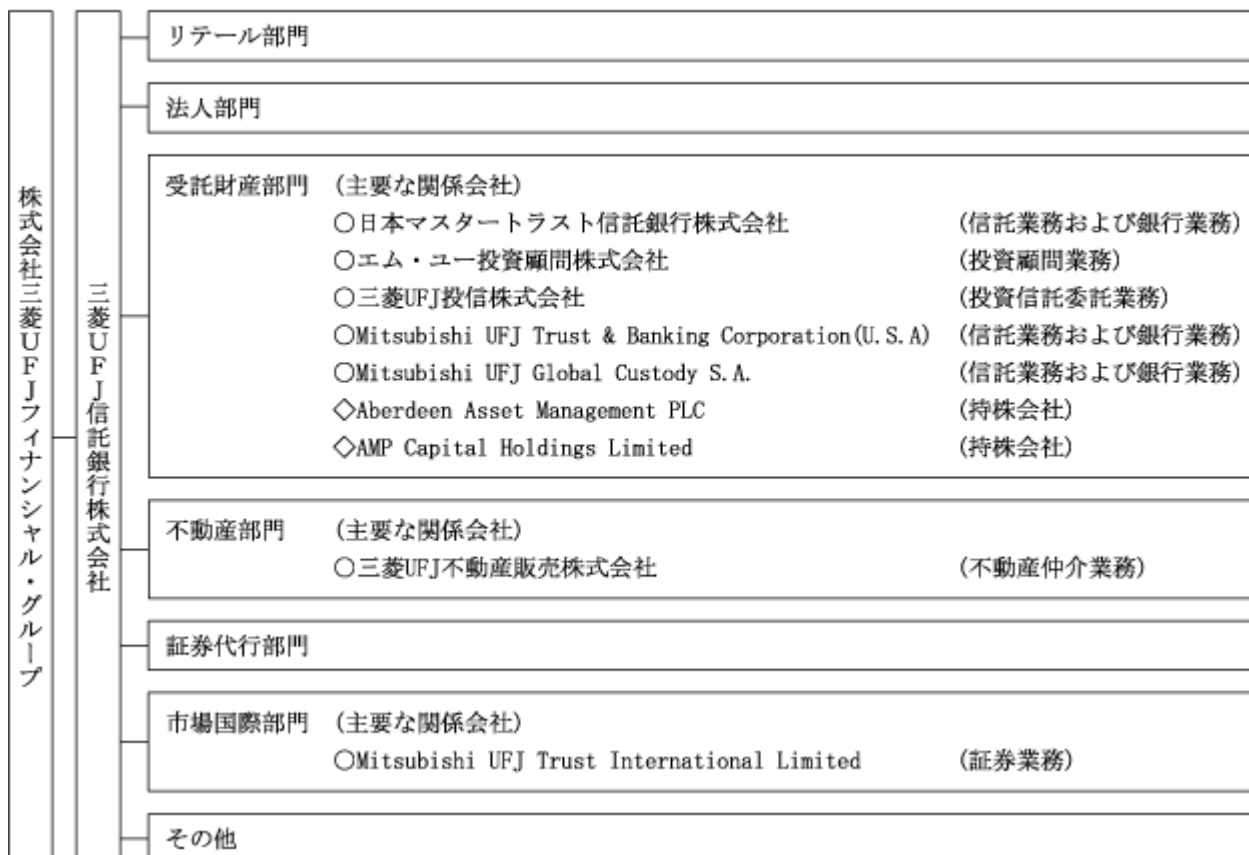 株式会社三菱UFJフィナンシャル・グループ
三菱UFJ信託銀行株式会社
リテール部門
法人部門
受託財産部門 (主要な関係会社)
○日本マスタートラスト信託銀行株式会社 (信託業務および銀行業務)
○エム・ユー投資顧問株式会社 (投資顧問業務)
○三菱UFJ投信株式会社 (投資信託委託業務)
○Mitsubishi UFJ Trust & Banking Corporation(U.S.A) (信託業務および銀行業務)
○Mitsubishi UFJ Global Custody S.A. (信託業務および銀行業務)
◇Aberdeen Asset Management PLC (持株会社)
◇AMP Capital Holdings Limited (持株会社)
不動産部門 (主要な関係会社)
○三菱UFJ不動産販売株式会社 (不動産仲介業務)
証券代行部門
市場国際部門 (主要な関係会社)
○Mitsubishi UFJ Trust International Limited (証券業務)
その他